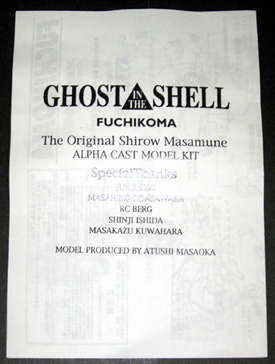 GHOST IN THE SHELL
FUCHIKOMA
The Original Shirow Masamune
ALPHA CAST MODEL KIT
Special Thanks
KC BERG
SHINJI ISHIDA
MASAKAZU KUWAHARA
MODEL PRODUCED BY ATUSHI MASAOKA